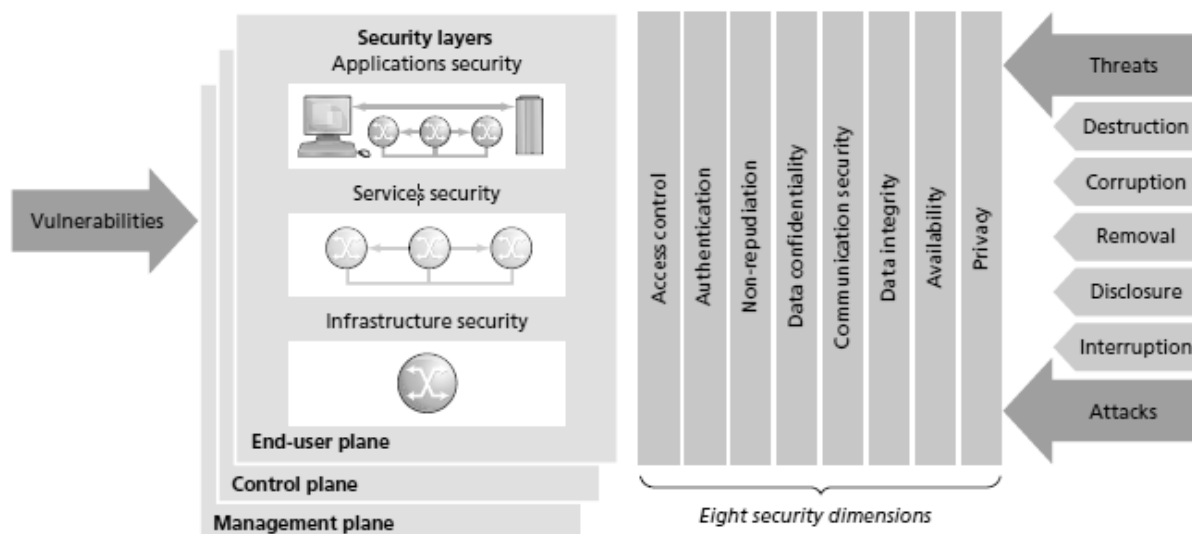 Security layers
Applications security
Services security
Infrastructure security
End-user plane
Control plane
Management plane
Vulnerabilities
Access control
Authentication
Non-repudiation
Data confidentiality
Communication security
Data integrity
Availability
Privacy
Eight security dimensions
Threats
Destruction
Corruption
Removal
Disclosure
Interruption
Attacks